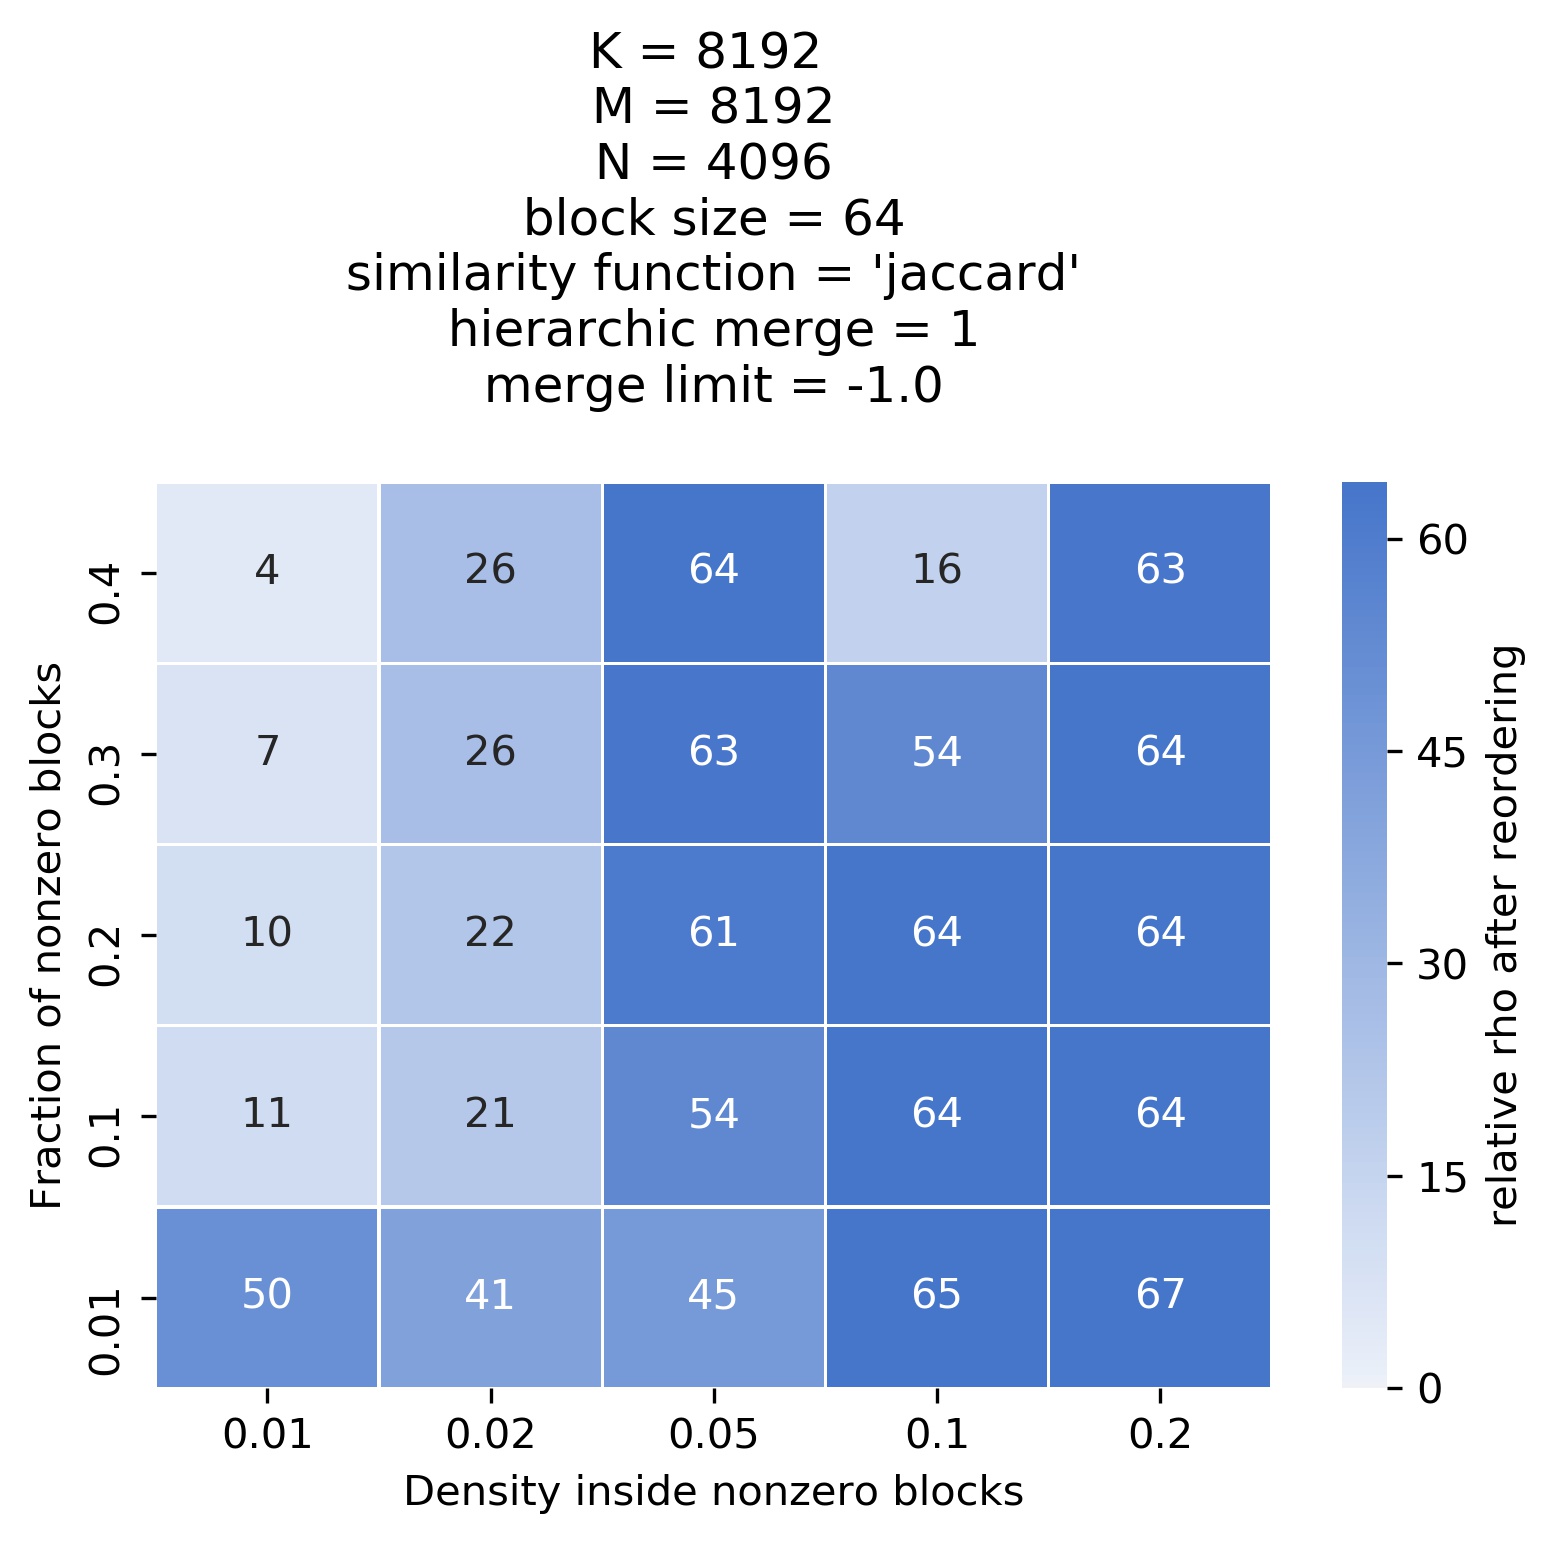 K = 8192
M = 8192
N = 4096
block size = 64
similarity function = 'jaccard'
hierarchic merge = 1
merge limit = -1.0
Fraction of nonzero blocks
0.4 4 26 64 16 63
0.3 7 26 63 54 64
0.2 10 22 61 64 64
0.1 11 21 54 64 64
0.01 50 41 45 65 67
0.01 0.02 0.05 0.1 0.2
Density inside nonzero blocks
60
45
30
15
0
relative rho after reordering